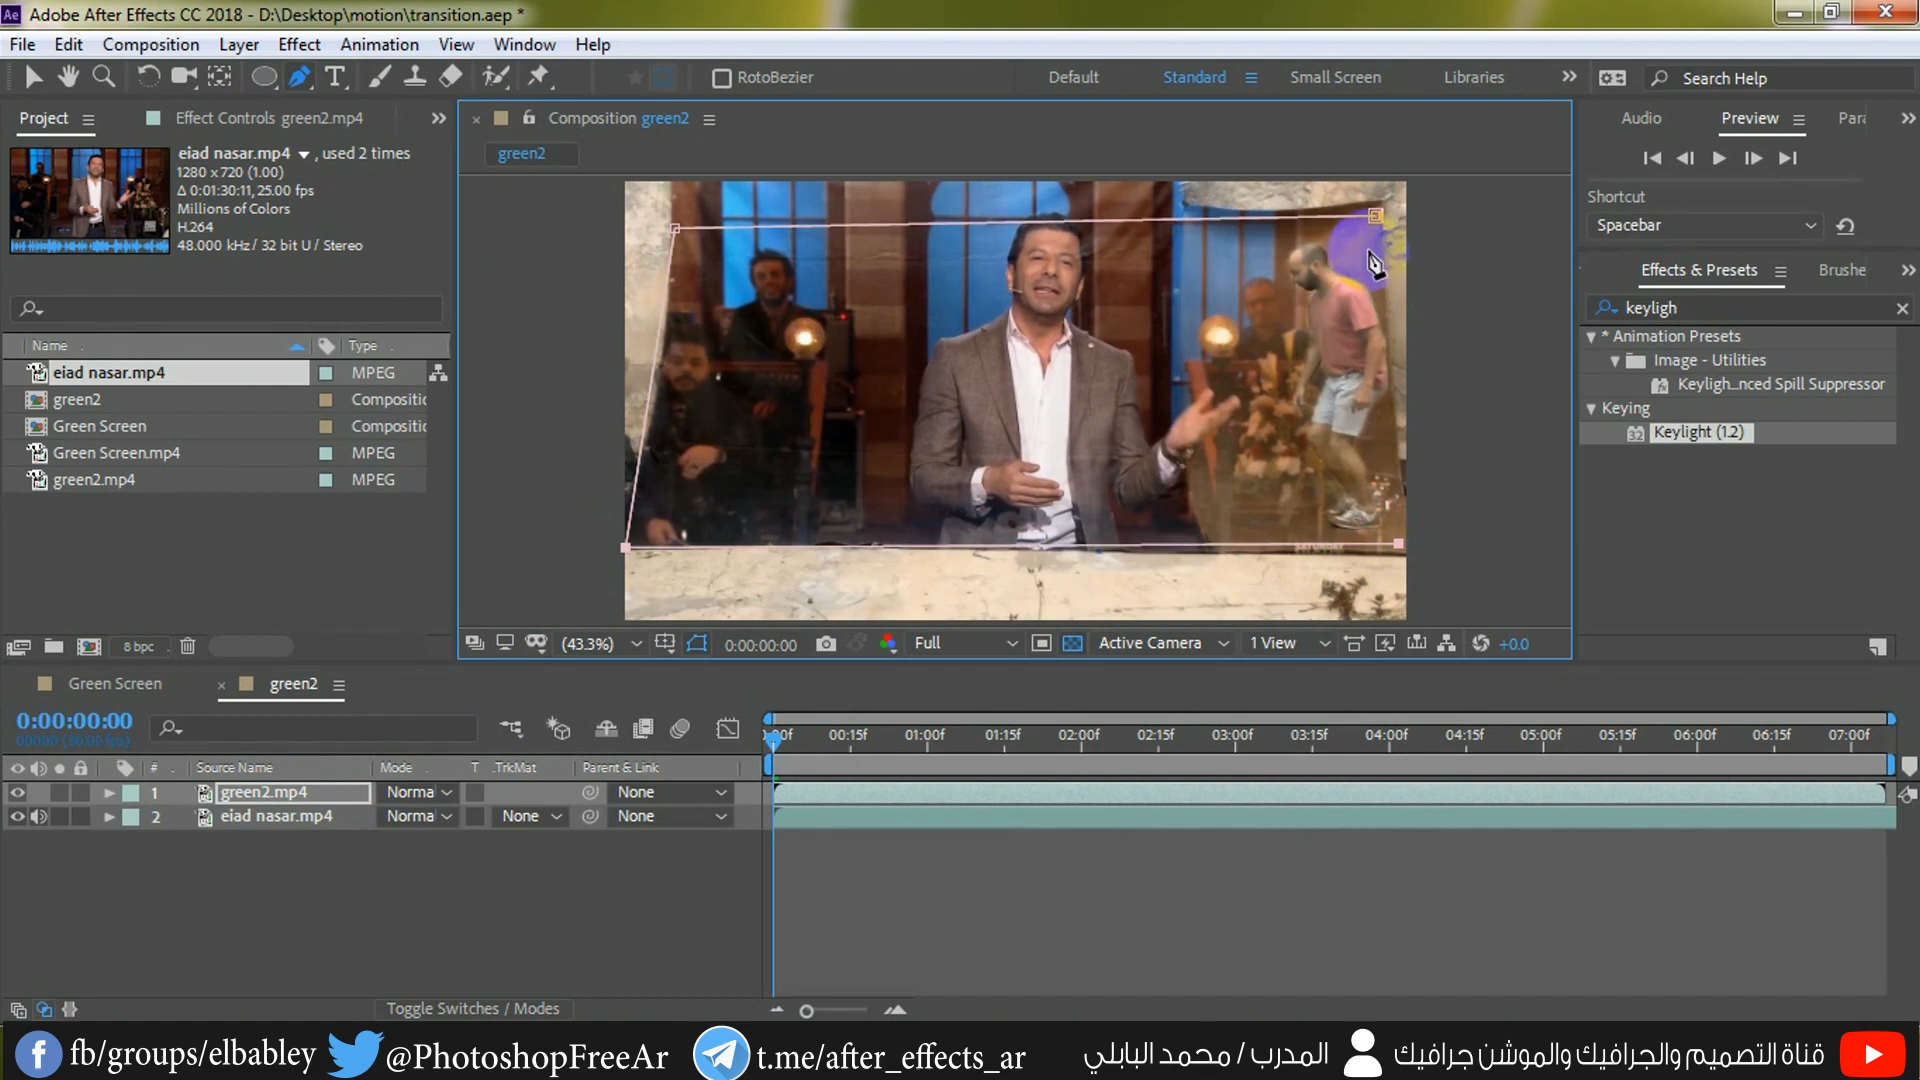 Adobe After Effects CC 2018 - D:\Desktop\motion\transition.aep *
File Edit Composition Layer Effect Animation View Window Help
RotoBezier Default Standard Small Screen Libraries Search Help
Project Effect Controls green2.mp4
Composition green2
Audio Preview Para
green2
eiad nasar.mp4 , used 2 times
1280 x 720 (1.00)
Δ 0:01:30:11, 25.00 fps
Millions of Colors
H.264
48.000 kHz / 32 bit U / Stereo
Shortcut
Spacebar
Effects & Presets Brushe
keyligh
* Animation Presets
Image - Utilities
Keyligh...nced Spill Suppressor
Keying
32 Keylight (1.2)
Name Type
eiad nasar.mp4 MPEG
green2 Compositio
Green Screen Compositio
Green Screen.mp4 MPEG
green2.mp4 MPEG
8 bpc
(43.3%) 0:00:00:00 Full Active Camera 1 View +0.0
Green Screen green2
0:00:00:00
00:15f 01:00f 01:15f 02:00f 02:15f 03:00f 03:15f 04:00f 04:15f 05:00f 05:15f 06:00f 06:15f 07:00f
# Source Name Mode T .TrkMat Parent & Link
1 green2.mp4 Norma None
2 eiad nasar.mp4 Norma None None
Toggle Switches / Modes
fb/groups/elbabley @PhotoshopFreeAr t.me/after_effects_ar المدرب / محمد البابلي قناة التصميم والجرافيك والموشن جرافيك